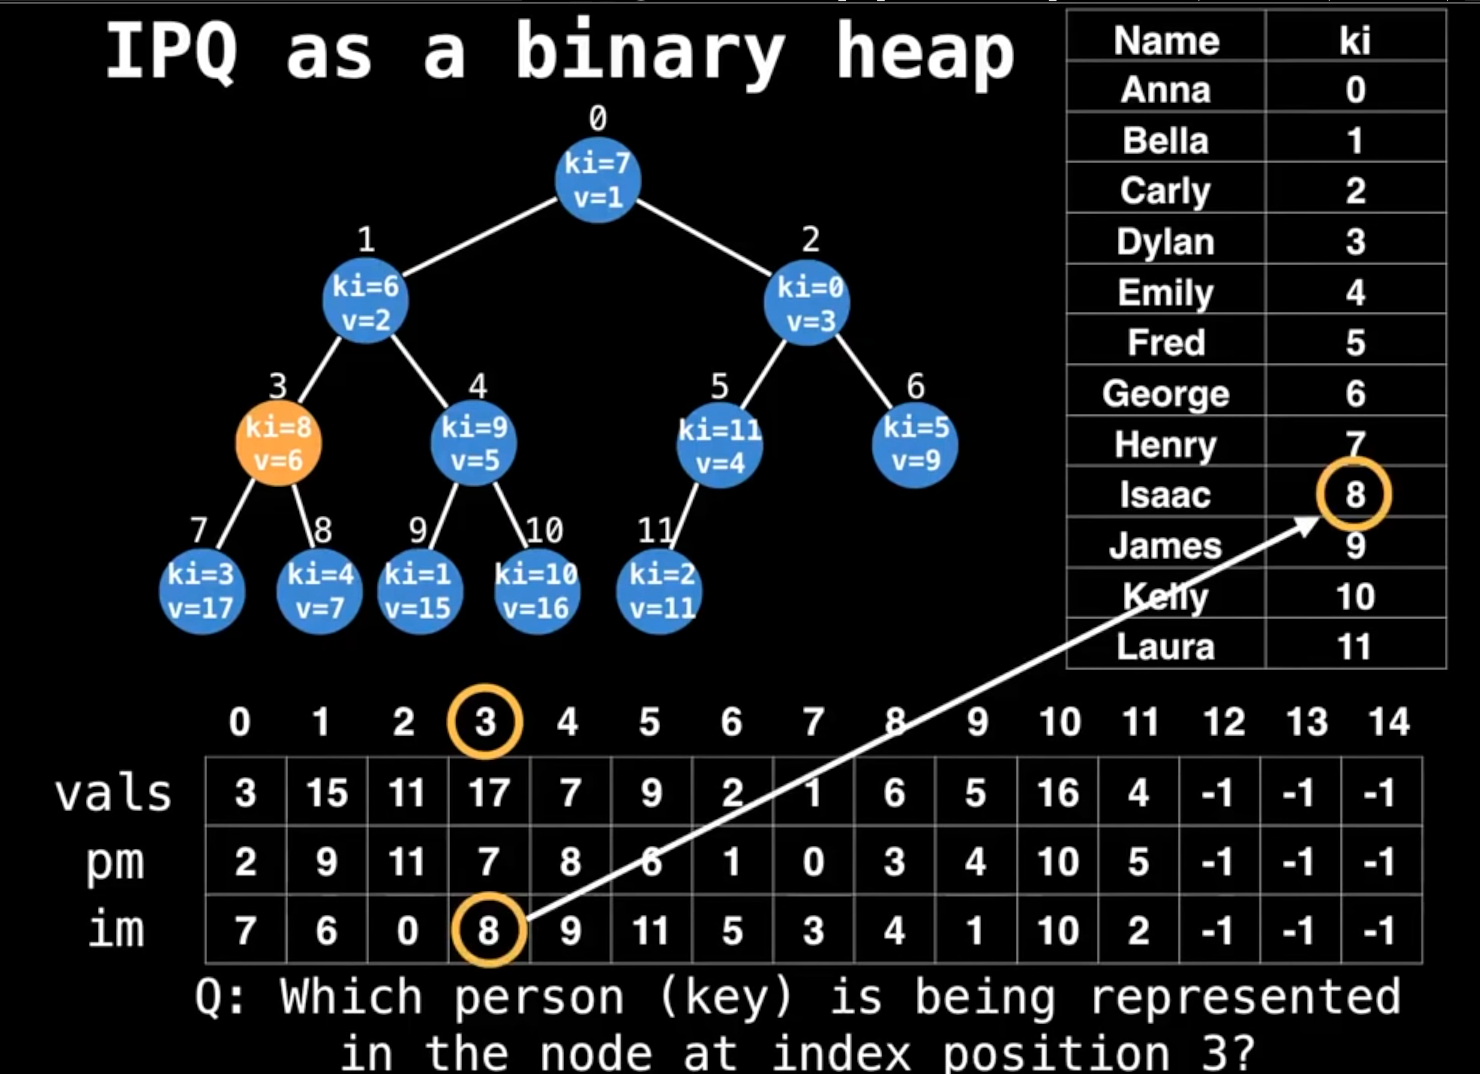 IPQ as a binary heap
Name ki
Anna 0
Bella 1
Carly 2
Dylan 3
Emily 4
Fred 5
George 6
Henry 7
Isaac 8
James 9
Kelly 10
Laura 11
0
ki=7
v=1
1 2
ki=6 ki=0
v=2 v=3
3 4 5 6
ki=8 ki=9 ki=11 ki=5
v=6 v=5 v=4 v=9
7 8 9 10 11
ki=3 ki=4 ki=1 ki=10 ki=2
v=17 v=7 v=15 v=16 v=11
0 1 2 3 4 5 6 7 8 9 10 11 12 13 14
vals 3 15 11 17 7 9 2 1 6 5 16 4 -1 -1 -1
pm 2 9 11 7 8 6 1 0 3 4 10 5 -1 -1 -1
im 7 6 0 8 9 11 5 3 4 1 10 2 -1 -1 -1
Q: Which person (key) is being represented
in the node at index position 3?